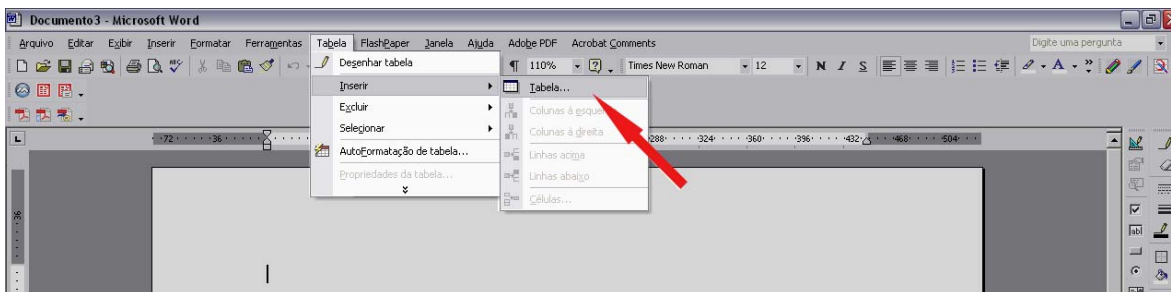 Documento3 - Microsoft Word
Arquivo Editar Exibir Inserir Formatar Ferramentas Tabela FlashPaper Janela Ajuda Adobe PDF Acrobat Comments Digite uma pergunta
Desenhar tabela
Inserir
Excluir
Selecionar
AutoFormatação de tabela...
Propriedades da tabela...
Tabela...
Colunas à
Colunas à direita
Linhas acima
Linhas abaixo
Células...
110% Times New Roman 12 N I S
72 36 288 324 360 396 432 468 504
36